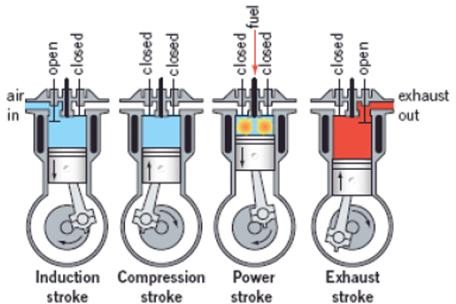 open
closed
closed
closed
closed
fuel
closed
closed
open
air
in
exhaust
out
Induction
stroke
Compression
stroke
Power
stroke
Exhaust
stroke